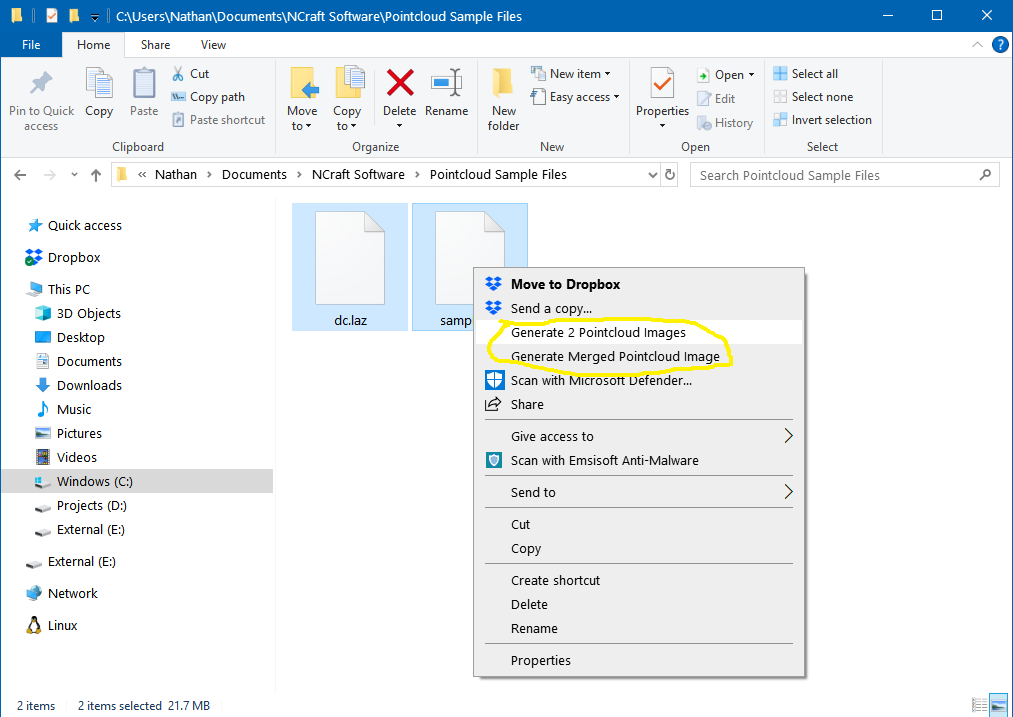 C:\Users\Nathan\Documents\NCraft Software\Pointcloud Sample Files
File Home Share View
Pin to Quick access
Copy
Paste
Cut
Copy path
Paste shortcut
Clipboard
Move to
Copy to
Delete
Rename
Organize
New folder
New item
Easy access
New
Properties
Open
Edit
History
Open
Select all
Select none
Invert selection
Select
« Nathan > Documents > NCraft Software > Pointcloud Sample Files
Search Pointcloud Sample Files
Quick access
Dropbox
This PC
3D Objects
Desktop
Documents
Downloads
Music
Pictures
Videos
Windows (C:)
Projects (D:)
External (E:)
External (E:)
Network
Linux
dc.laz
samp
Move to Dropbox
Send a copy...
Generate 2 Pointcloud Images
Generate Merged Pointcloud Image
Scan with Microsoft Defender...
Share
Give access to
Scan with Emsisoft Anti-Malware
Send to
Cut
Copy
Create shortcut
Delete
Rename
Properties
2 items 2 items selected 21.7 MB